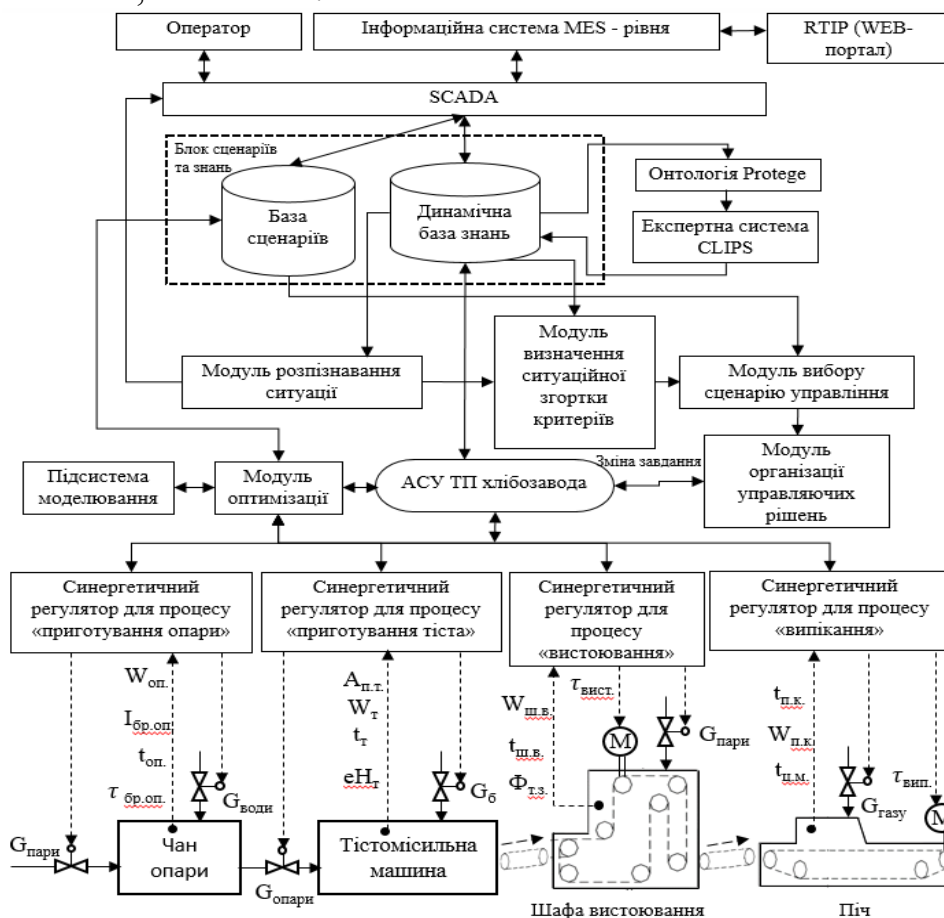 Оператор
Інформаційна система MES - рівня
RTIP (WEB-
портал)
SCADA
Блок сценаріїв
та знань
База
сценаріїв
Динамічна
база знань
Онтологія Protege
Експертна система
CLIPS
Модуль розпізнавання
ситуації
Модуль
визначення
ситуаційної
згортки
критеріїв
Модуль вибору
сценарію управління
Підсистема
моделювання
Модуль
оптимізації
АСУ ТП хлібозавода
Зміна завдання
Модуль
організації
управляючих
рішень
Синергетичний
регулятор для процесу
«приготування опари»
Синергетичний
регулятор для процесу
«приготування тіста»
Синергетичний
регулятор для
процесу
«вистоювання»
Синергетичний
регулятор для процесу
«випікання»
Wоп.
Iбр.оп.
tоп.
τ бр.оп.
Gводи
Gпари
Чан
опари
Gопари
Aп.т.
Wт
tт
eHт
Gб
Тістомісильна
машина
Wш.в.
tш.в.
Фт.з.
τвист.
M
Gпари
Шафа вистоювання
tп.к.
Wп.к.
tц.м.
Gгазу
τвип.
M
Піч